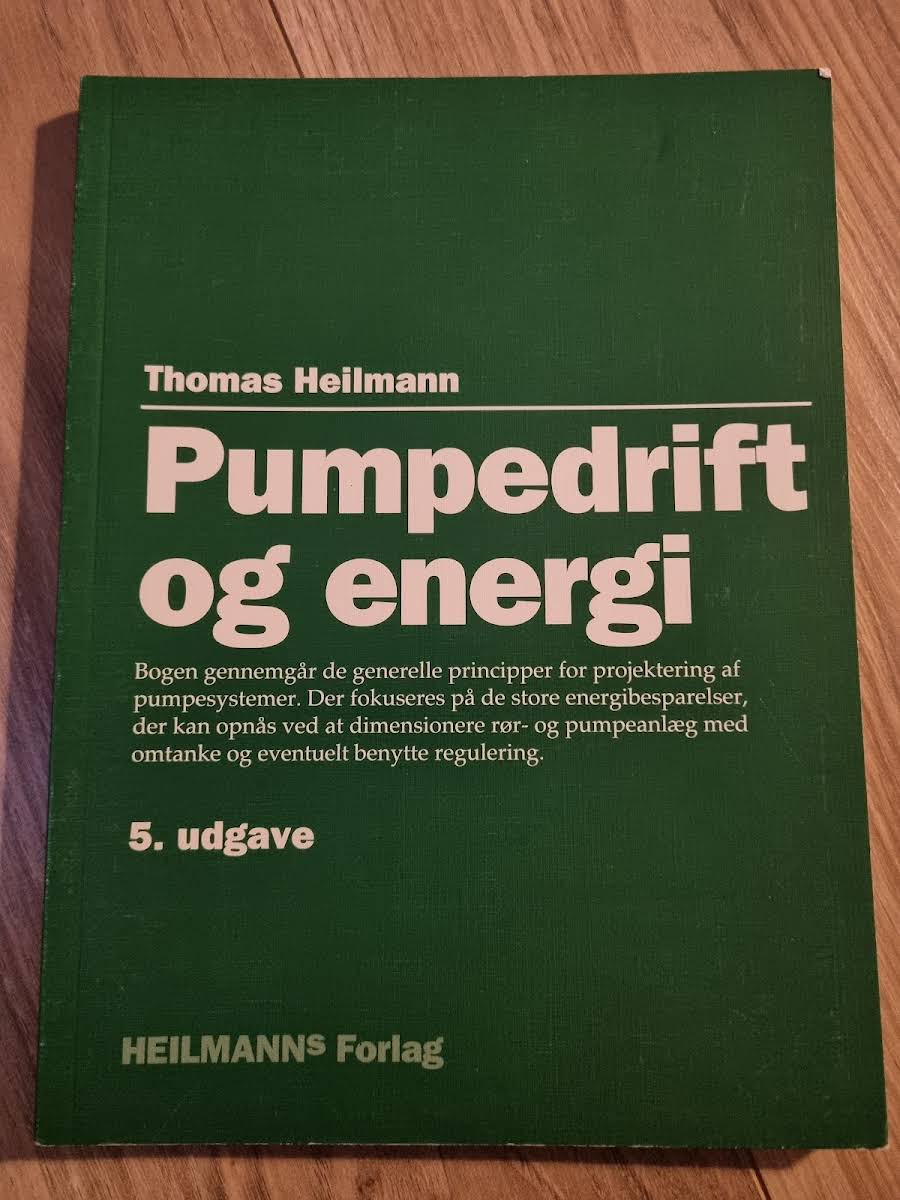 Thomas Heilmann
Pumpedrift
og energi
Bogen gennemgår de generelle principper for projektering af
pumpesystemer. Der fokuseres på de store energibesparelser,
der kan opnås ved at dimensionere rør- og pumpeanlæg med
omtanke og eventuelt benytte regulering.
5. udgave
HEILMANNs Forlag